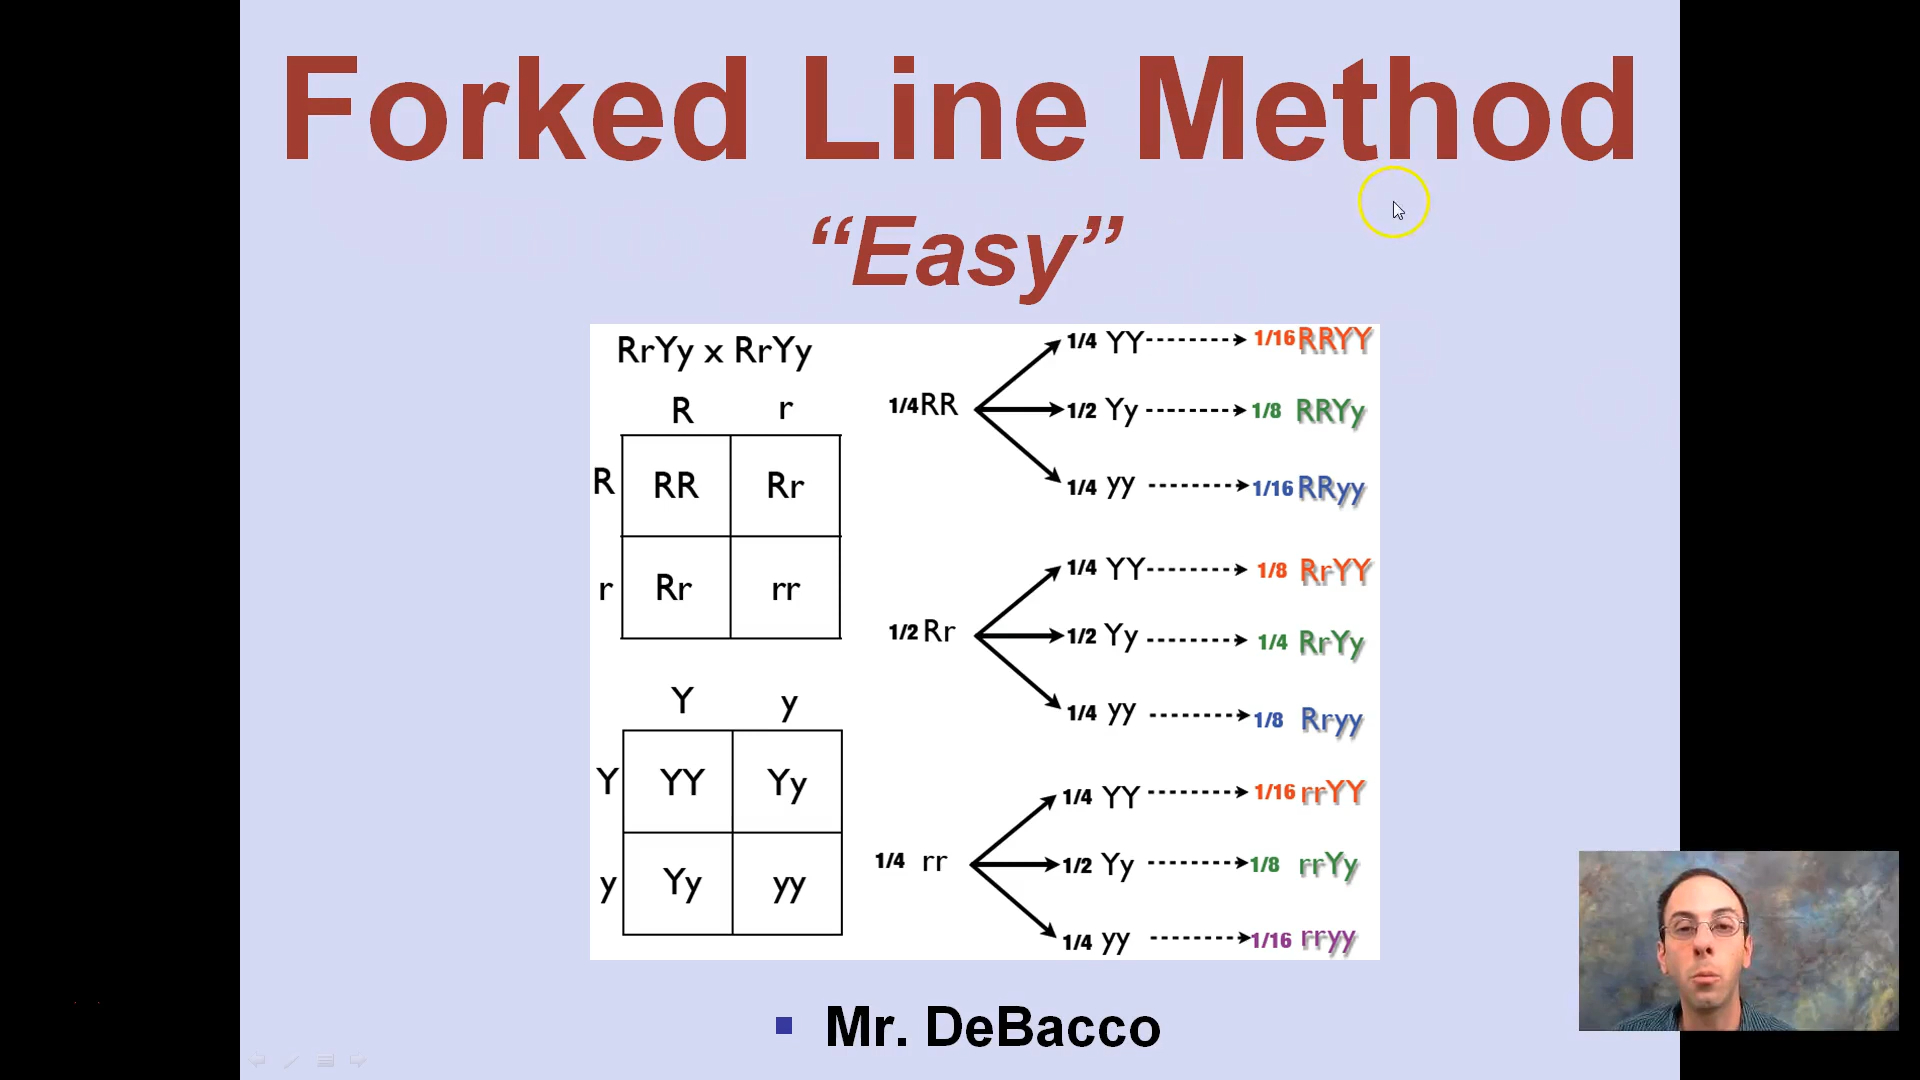 Forked Line Method
“Easy”
RrYy x RrYy
R r
R RR Rr
r Rr rr
Y y
Y YY Yy
y Yy yy
1/4 RR
1/4 YY 1/16 RRYY
1/2 Yy 1/8 RRYy
1/4 yy 1/16 RRyy
1/2 Rr
1/4 YY 1/8 RrYY
1/2 Yy 1/4 RrYy
1/4 yy 1/8 Rryy
1/4 rr
1/4 YY 1/16 rrYY
1/2 Yy 1/8 rrYy
1/4 yy 1/16 rryy
Mr. DeBacco